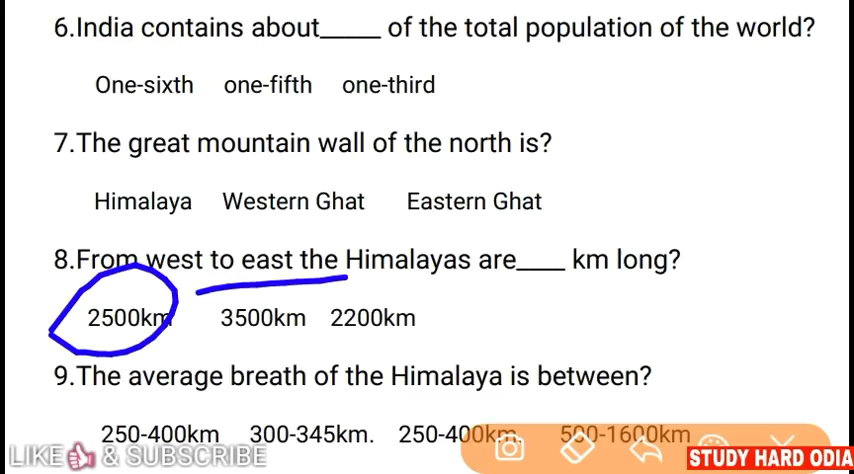 6.India contains about_____ of the total population of the world?
One-sixth one-fifth one-third
7.The great mountain wall of the north is?
Himalaya Western Ghat Eastern Ghat
8.From west to east the Himalayas are____ km long?
2500km 3500km 2200km
9.The average breath of the Himalaya is between?
250-400km 300-345km. 250-400km. 500-1600km
LIKE & SUBSCRIBE
STUDY HARD ODIA